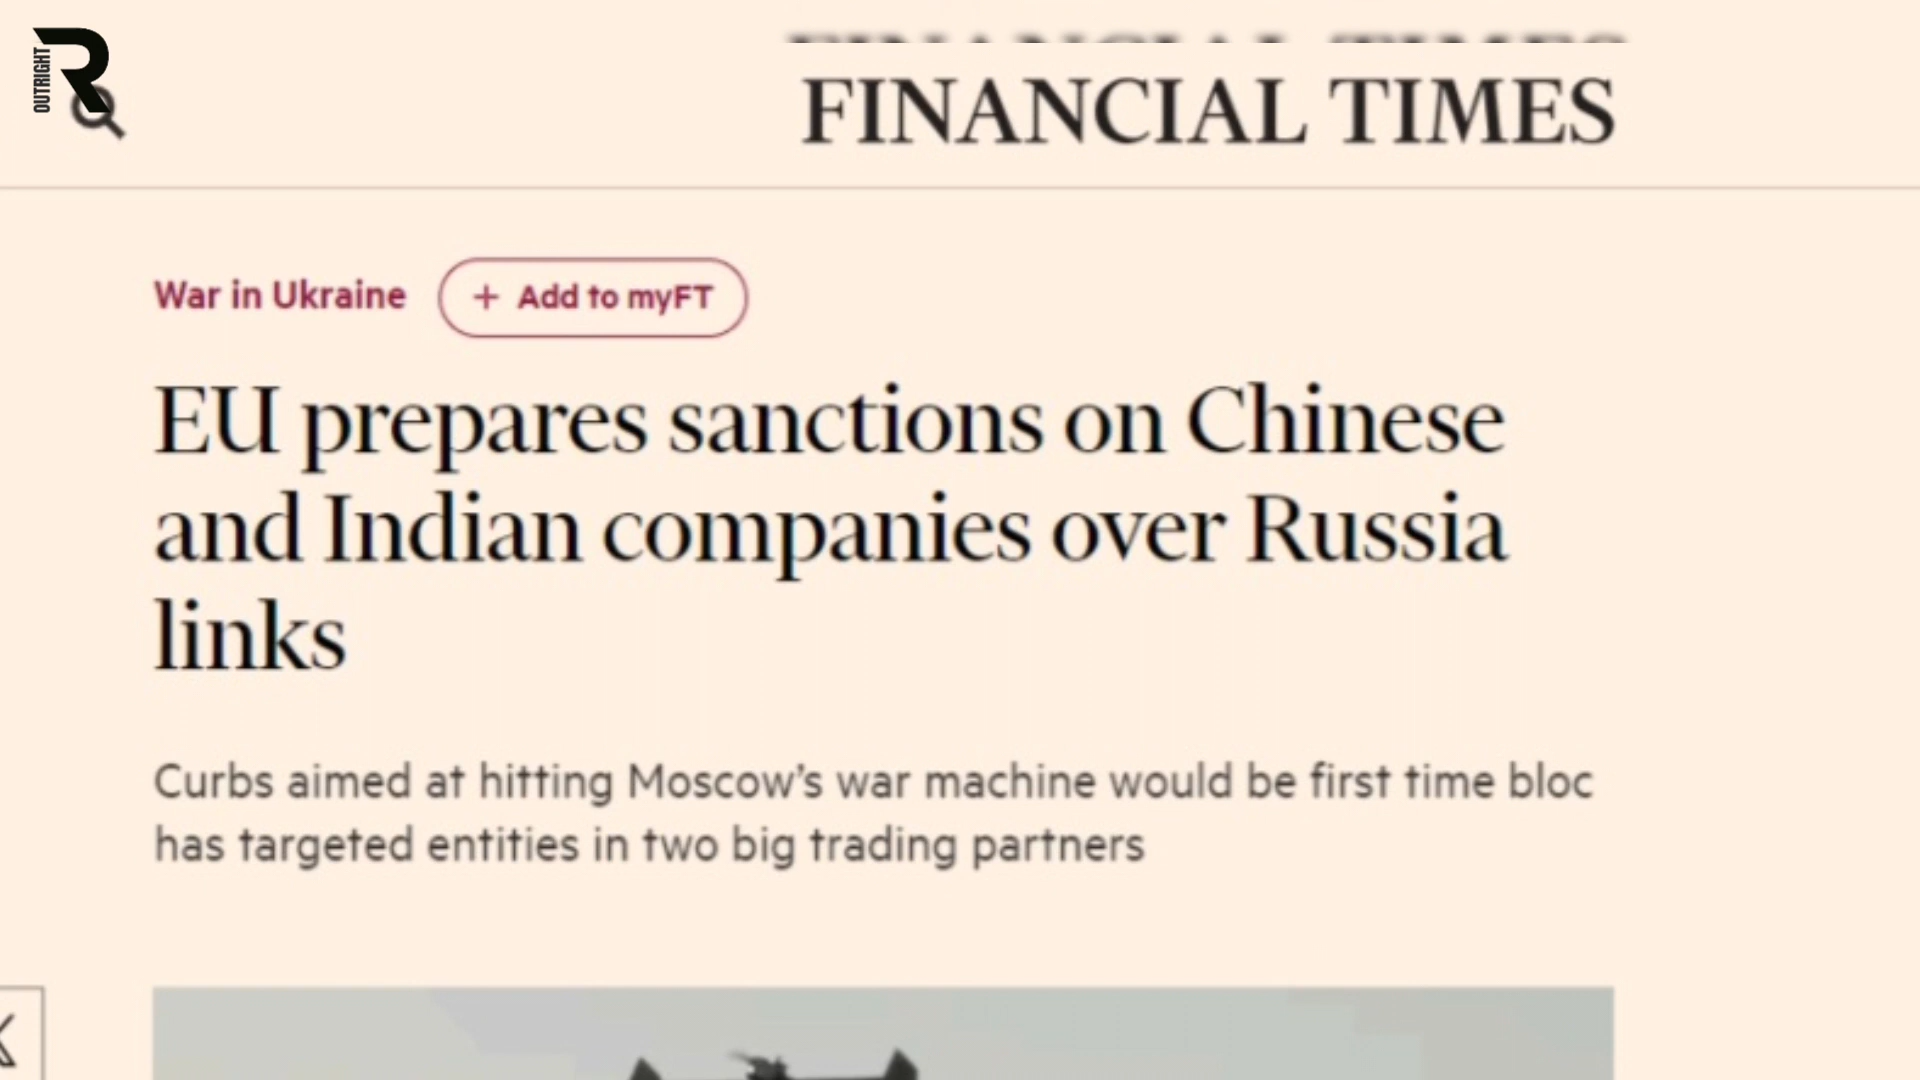 OUTRIGHT
R
FINANCIAL TIMES
FINANCIAL TIMES
War in Ukraine
+ Add to myFT
EU prepares sanctions on Chinese
and Indian companies over Russia
links
Curbs aimed at hitting Moscow’s war machine would be first time bloc
has targeted entities in two big trading partners
X